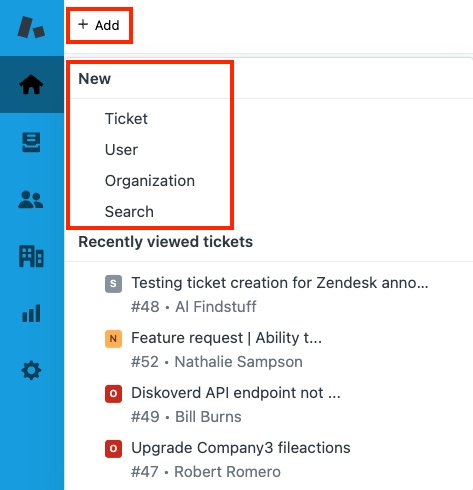 + Add
New
Ticket
User
Organization
Search
Recently viewed tickets
S Testing ticket creation for Zendesk anno...
#48 • Al Findstuff
N Feature request | Ability t...
#52 • Nathalie Sampson
O Diskoverd API endpoint not ...
#49 • Bill Burns
O Upgrade Company3 fileactions
#47 • Robert Romero